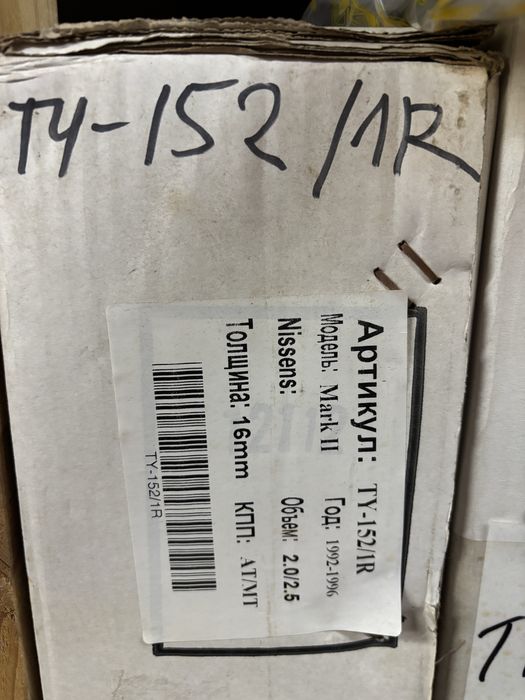 TY-152/1R
Артикул: TY-152/1R
Модель: Mark II Год: 1992-1996
Nissens: Объем: 2.0/2.5
Толщина: 16mm КПП: AT/MT
TY-152/1R